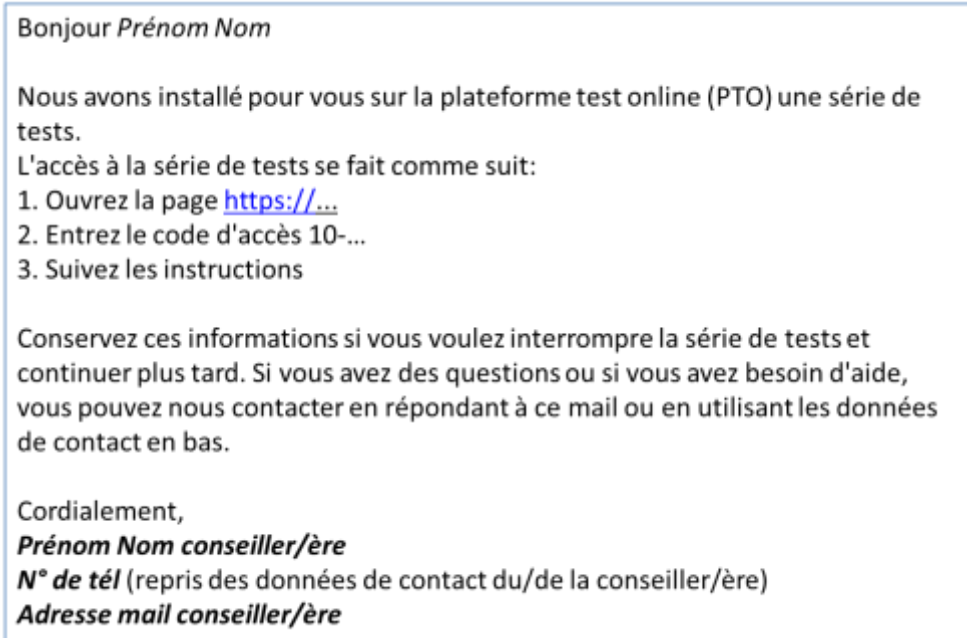 Bonjour Prénom Nom
Nous avons installé pour vous sur la plateforme test online (PTO) une série de
tests.
L'accès à la série de tests se fait comme suit:
1. Ouvrez la page https://...
2. Entrez le code d'accès 10-...
3. Suivez les instructions
Conservez ces informations si vous voulez interrompre la série de tests et
continuer plus tard. Si vous avez des questions ou si vous avez besoin d'aide,
vous pouvez nous contacter en répondant à ce mail ou en utilisant les données
de contact en bas.
Cordialement,
Prénom Nom conseiller/ère
N° de tél (repris des données de contact du/de la conseiller/ère)
Adresse mail conseiller/ère